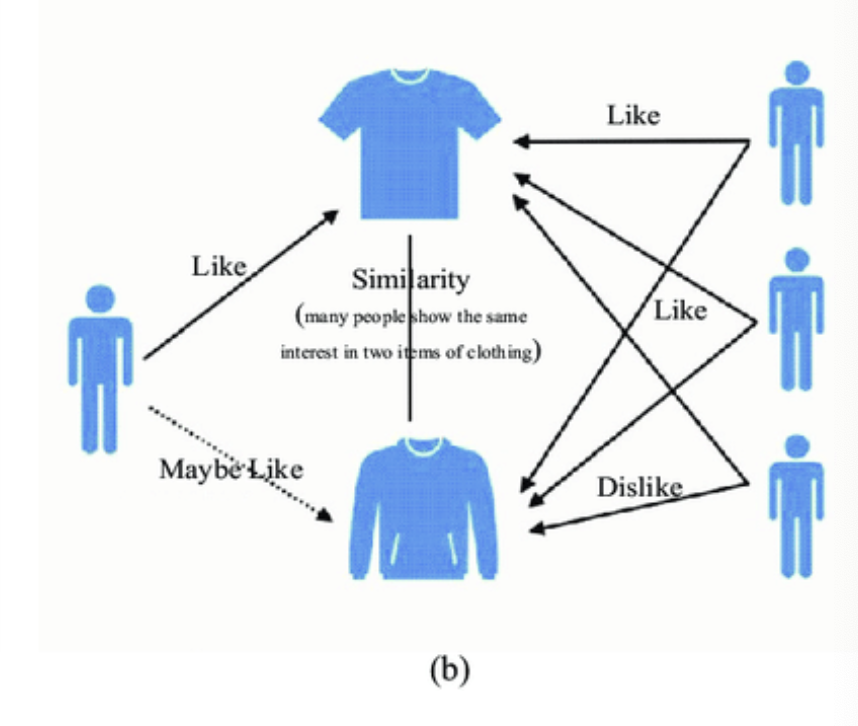 Like
Like
Similarity
(many people show the same
interest in two items of clothing)
Like
Maybe Like
Dislike
(b)